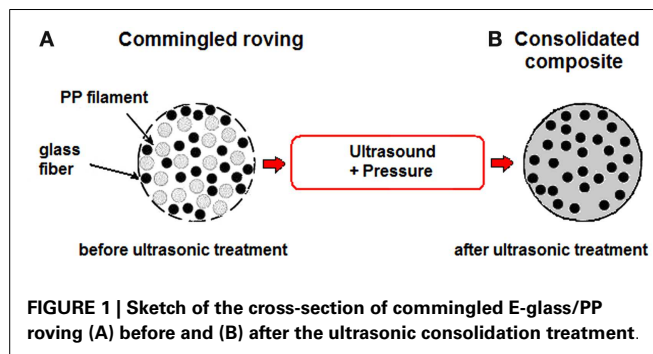 A Commingled roving
B Consolidated
composite
PP filament
glass
fiber
Ultrasound
+ Pressure
before ultrasonic treatment
after ultrasonic treatment
FIGURE 1 | Sketch of the cross-section of commingled E-glass/PP
roving (A) before and (B) after the ultrasonic consolidation treatment.